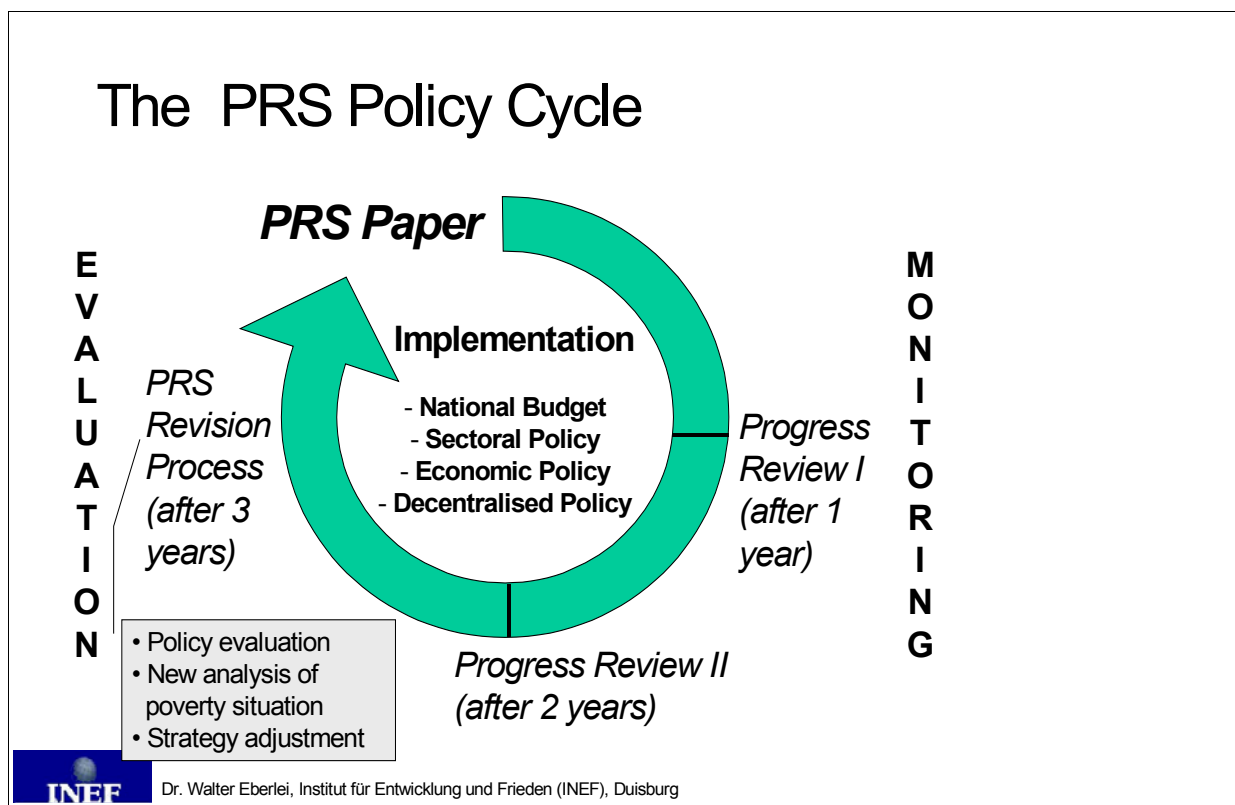 The PRS Policy Cycle
PRS Paper
EVALUATION
MONITORING
Implementation
- National Budget
- Sectoral Policy
- Economic Policy
- Decentralised Policy
PRS
Revision
Process
(after 3
years)
Progress
Review I
(after 1
year)
Progress Review II
(after 2 years)
• Policy evaluation
• New analysis of
poverty situation
• Strategy adjustment
INEF
Dr. Walter Eberlei, Institut für Entwicklung und Frieden (INEF), Duisburg